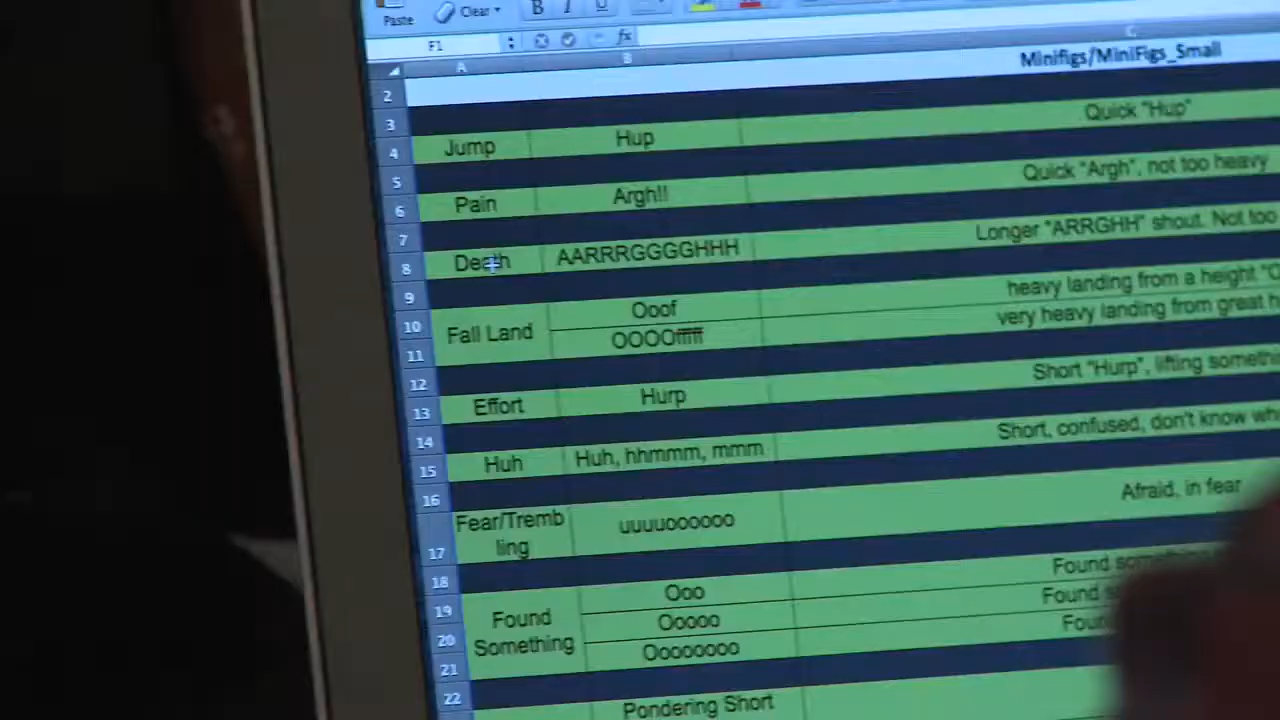 Paste Clear B I U
F1 fx
A B C
Minifigs/MiniFigs_Small
2
3
Quick "Hup"
4 Jump Hup
5
Quick "Argh", not too heavy
6 Pain Argh!!
7
Longer "ARRGHH" shout. Not too
8 Death AARRRGGGGHHH
9
heavy landing from a height
10 Fall Land Ooof
very heavy landing from great
11 OOOOfffff
12
Short "Hurp", lifting
13 Effort Hurp
14
Short, confused, don't know
15 Huh Huh, hhmmm, mmm
16
Afraid, in fear
Fear/Tremb uuuuoooooo
17 ling
18
Found
19 Ooo
Found Found
20 Something Ooooo
21 Oooooooo
22
Pondering Short